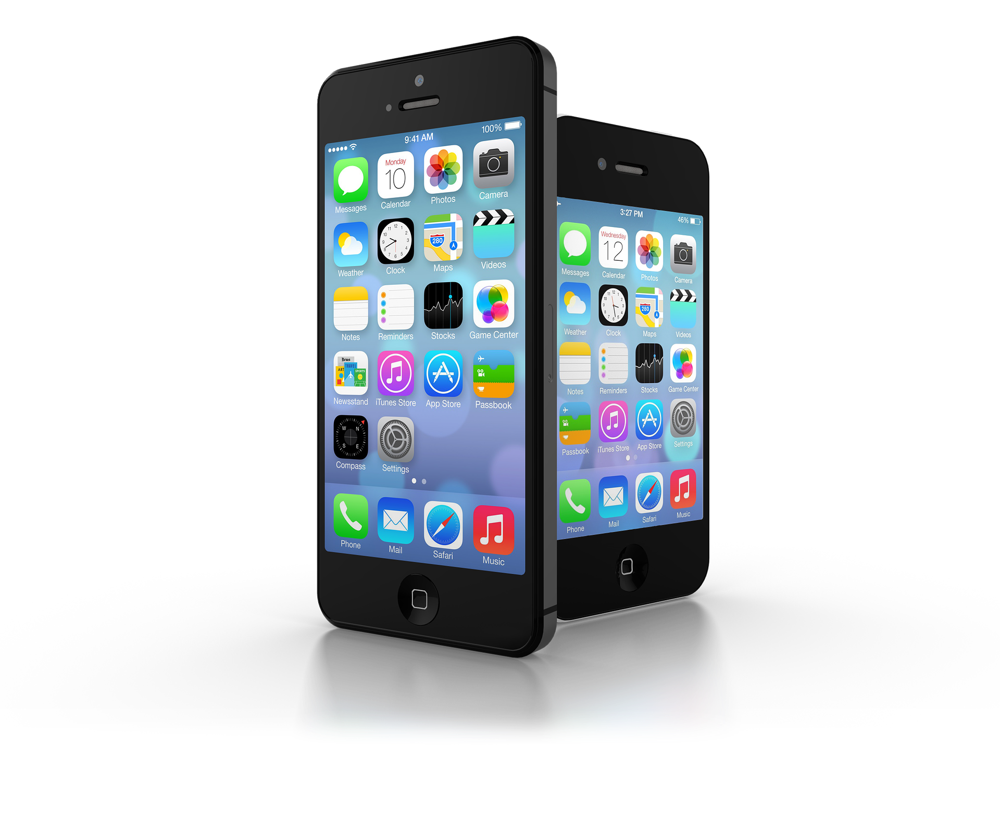 9:41 AM
100%
Monday
10
Messages
Calendar
Photos
Camera
280
Weather
Clock
Maps
Videos
Notes
Reminders
Stocks
Game Center
News
ART
TRAVEL
SPORTS
Newsstand
iTunes Store
App Store
Passbook
W
N
S
E
Compass
Settings
Phone
Mail
Safari
Music
3:27 PM
46%
Wednesday
12
Messages
Calendar
Photos
Camera
280
Weather
Clock
Maps
Videos
Notes
Reminders
Stocks
Game Center
Passbook
iTunes Store
App Store
Settings
Phone
Mail
Safari
Music